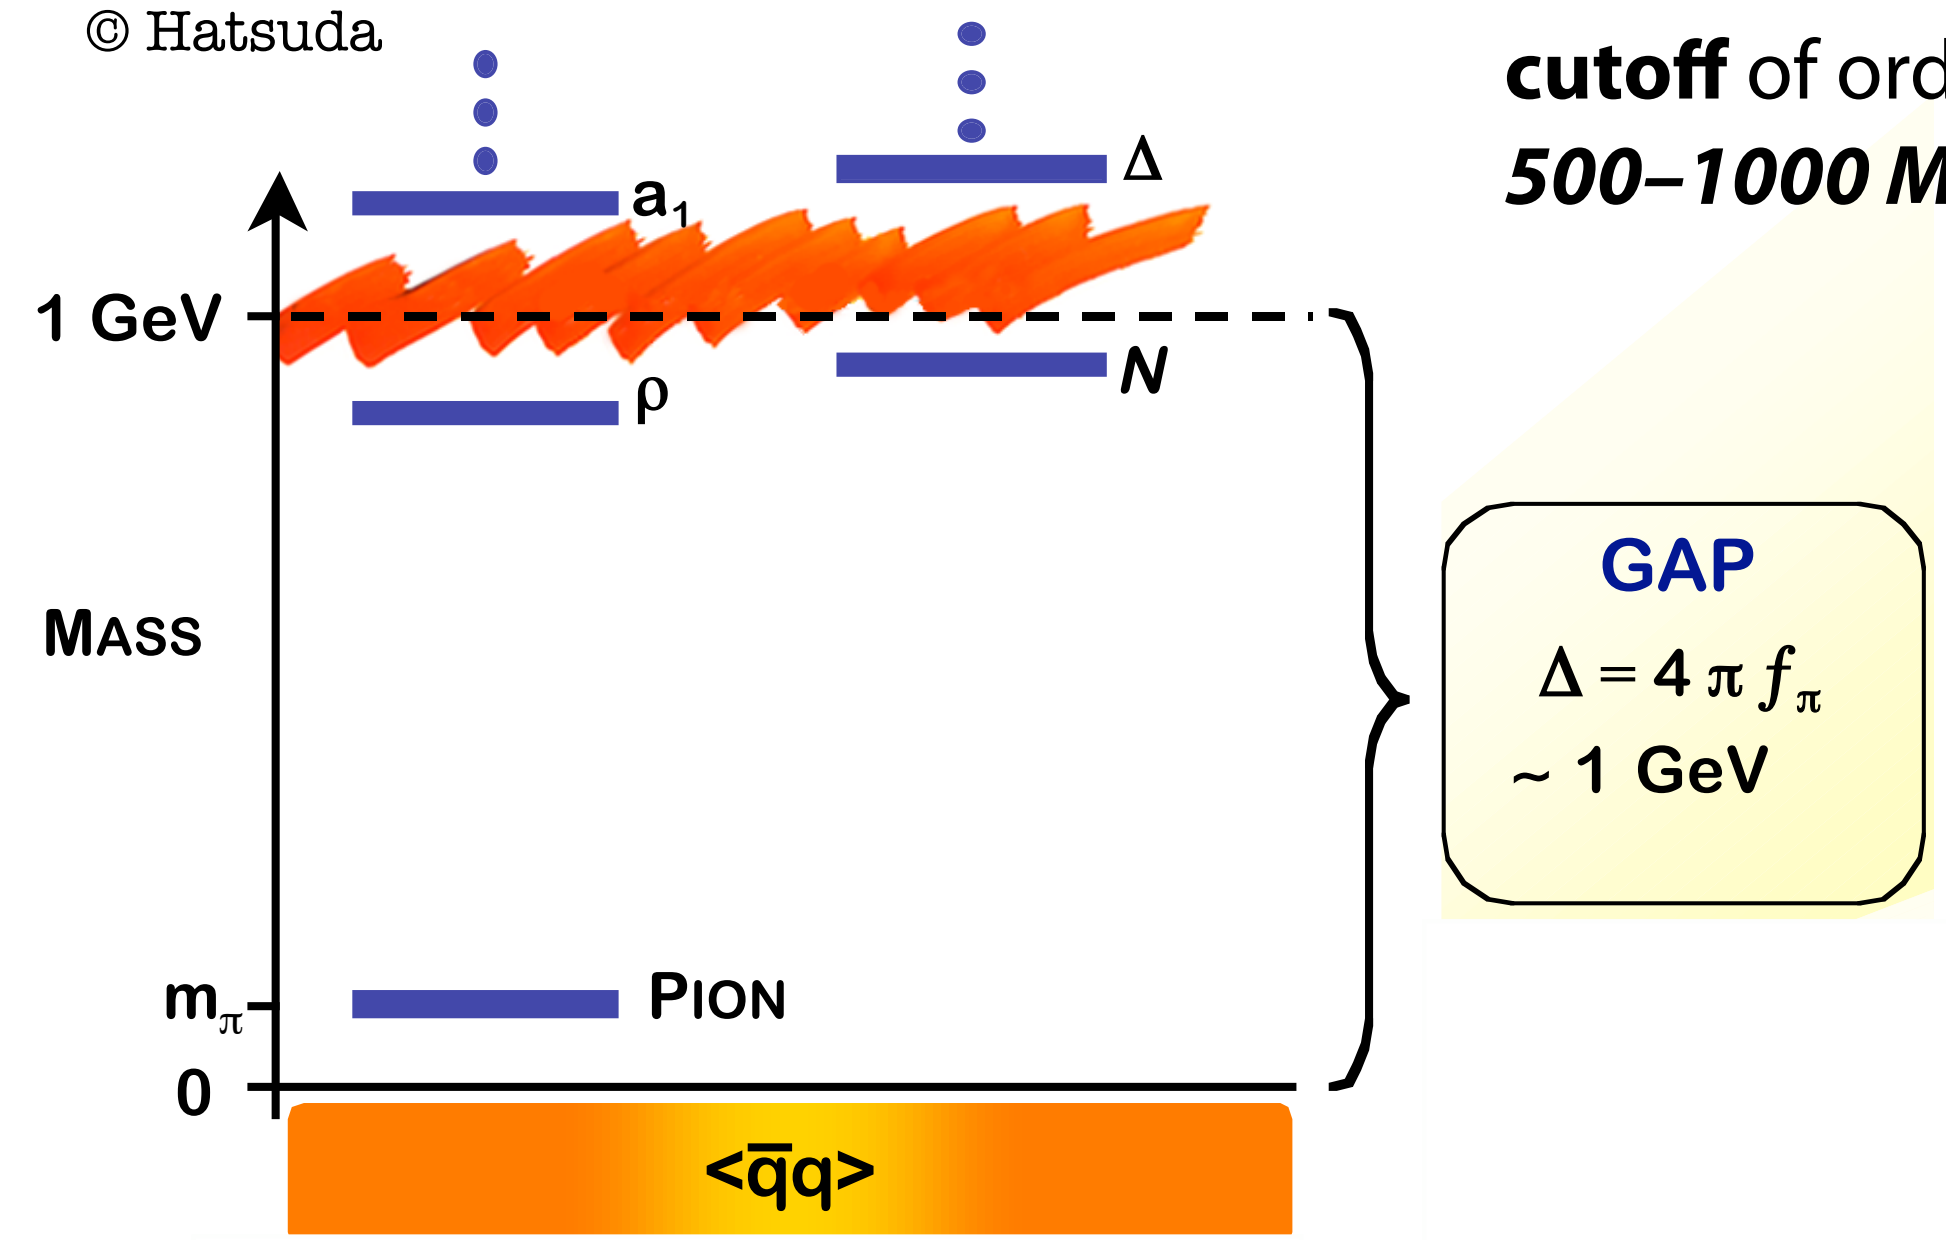 © Hatsuda
cutoff of ord
500–1000 M
a₁
Δ
1 GeV
ρ
N
GAP
Δ = 4 π fπ
~ 1 GeV
MASS
mπ
PION
0
<q̅q>